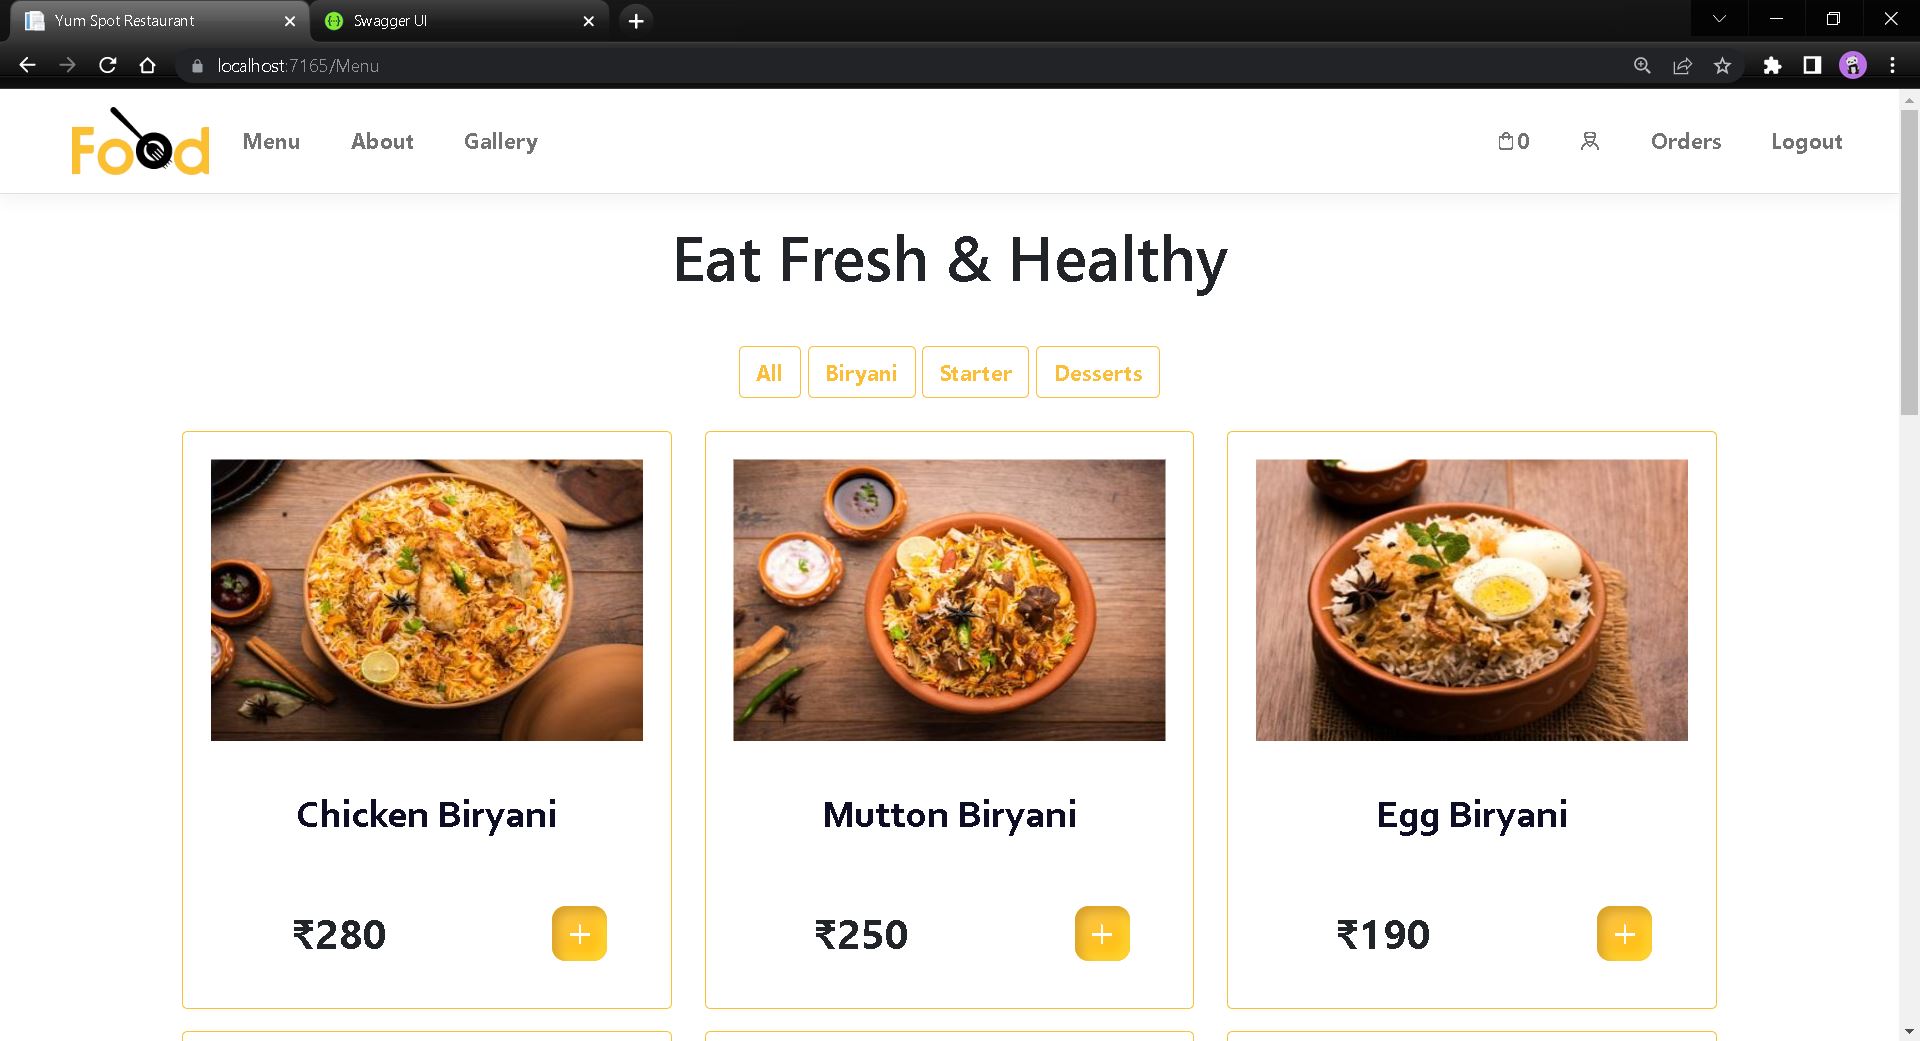 Yum Spot Restaurant
Swagger UI
localhost:7165/Menu
Food
Menu
About
Gallery
0
Orders
Logout
Eat Fresh & Healthy
All
Biryani
Starter
Desserts
Chicken Biryani
Mutton Biryani
Egg Biryani
₹280
₹250
₹190